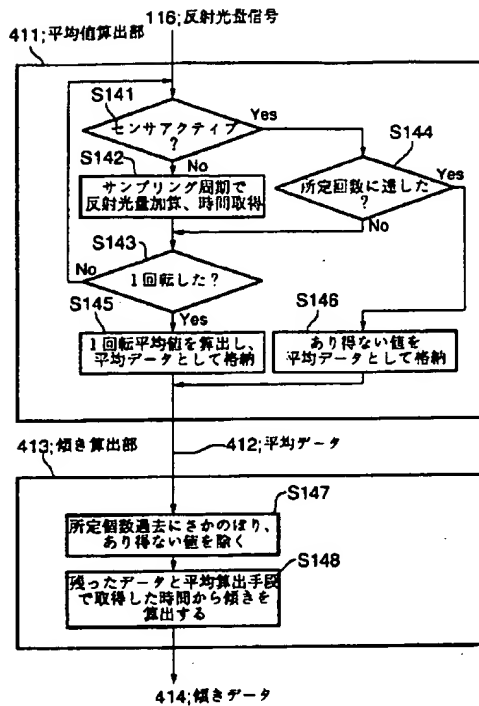 116;反射光量信号
411;平均値算出部
S141
センサアクティブ
?
Yes
S142
No
S144
サンプリング周期で
反射光量加算、時間取得
所定回数に達した
?
Yes
No
S143
No
1回転した?
S145
Yes
S146
1回転平均値を算出し、
平均データとして格納
あり得ない値を
平均データとして格納
413;傾き算出部
412;平均データ
S147
所定個数過去にさかのぼり、
あり得ない値を除く
S148
残ったデータと平均算出手段
で取得した時間から傾きを
算出する
414;傾きデータ